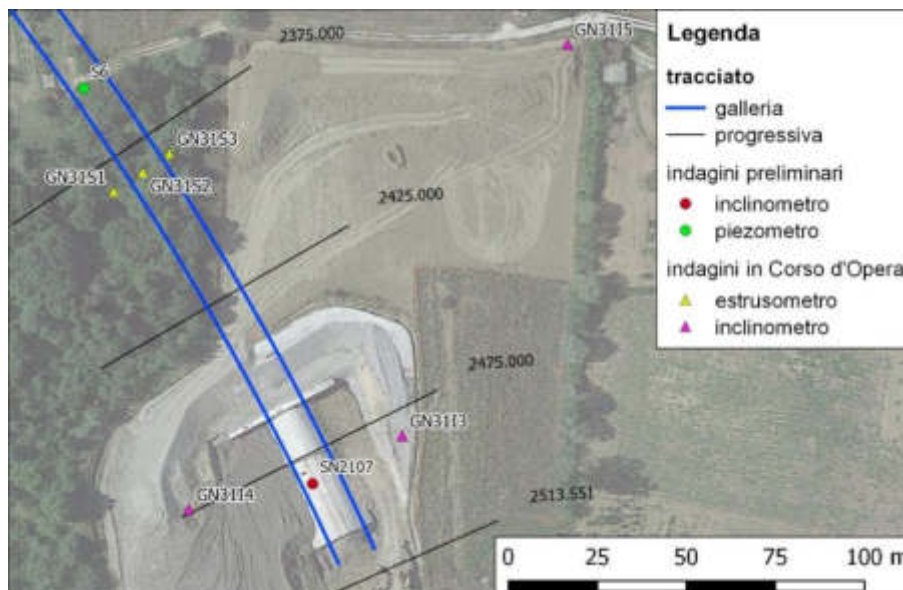 2375.000
GN31I5
S6
GN31S3
GN31S1
GN31S2
2425.000
2475.000
GN31I3
SN2107
GN31I4
2513.551
Legenda
tracciato
galleria
progressiva
indagini preliminari
inclinometro
piezometro
indagini in Corso d'Opera
estrusometro
inclinometro
0 25 50 75 100 m